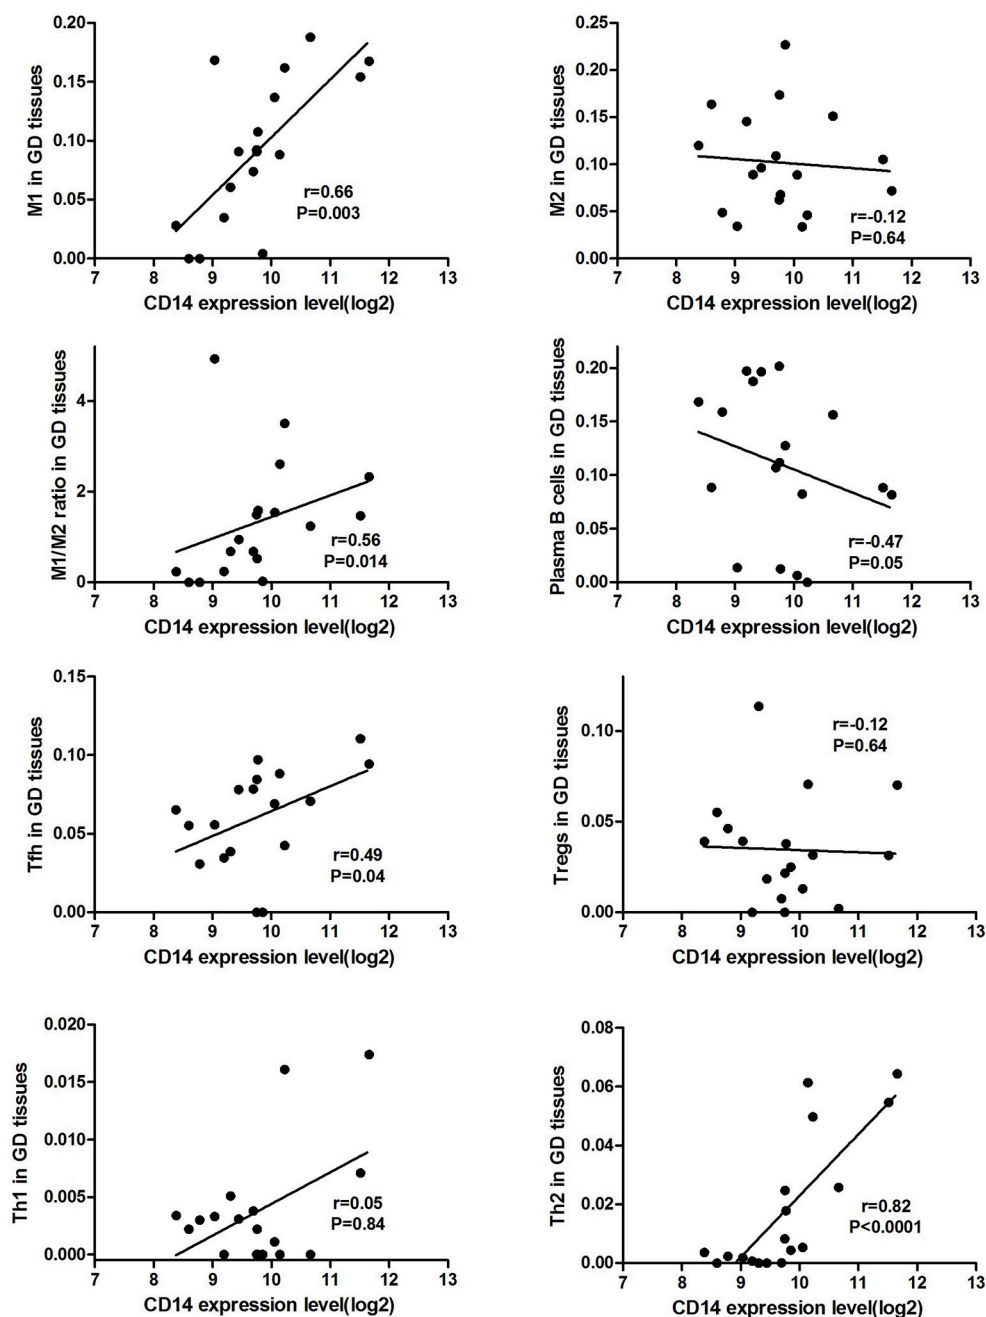 M1 in GD tissues
0.20
0.15
0.10
0.05
0.00
r=0.66
P=0.003
7 8 9 10 11 12 13
CD14 expression level(log2)
M2 in GD tissues
0.25
0.20
0.15
0.10
0.05
0.00
r=-0.12
P=0.64
7 8 9 10 11 12 13
CD14 expression level(log2)
M1/M2 ratio in GD tissues
4
2
0
r=0.56
P=0.014
7 8 9 10 11 12 13
CD14 expression level(log2)
Plasma B cells in GD tissues
0.20
0.15
0.10
0.05
0.00
r=-0.47
P=0.05
7 8 9 10 11 12 13
CD14 expression level(log2)
Tfh in GD tissues
0.15
0.10
0.05
0.00
r=0.49
P=0.04
7 8 9 10 11 12 13
CD14 expression level(log2)
Tregs in GD tissues
0.10
0.05
0.00
r=-0.12
P=0.64
7 8 9 10 11 12 13
CD14 expression level(log2)
Th1 in GD tissues
0.020
0.015
0.010
0.005
0.000
r=0.05
P=0.84
7 8 9 10 11 12 13
CD14 expression level(log2)
Th2 in GD tissues
0.08
0.06
0.04
0.02
0.00
r=0.82
P<0.0001
7 8 9 10 11 12 13
CD14 expression level(log2)